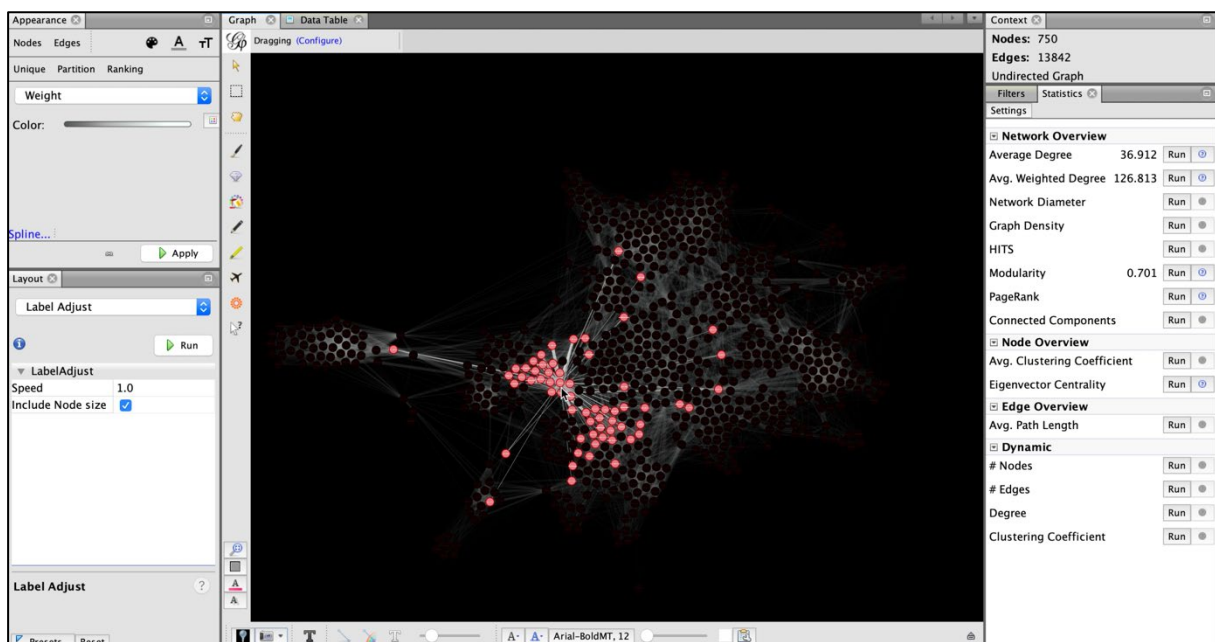 Appearance
Nodes Edges A TT
Unique Partition Ranking
Weight
Color:
Spline...
Apply
Layout
Label Adjust
Run
LabelAdjust
Speed 1.0
Include Node size
Label Adjust ?
Presets... Reset
Graph Data Table
Dragging (Configure)
A
A
T T A- A- Arial-BoldMT, 12
Context
Nodes: 750
Edges: 13842
Undirected Graph
Filters Statistics
Settings
Network Overview
Average Degree 36.912 Run
Avg. Weighted Degree 126.813 Run
Network Diameter Run
Graph Density Run
HITS Run
Modularity 0.701 Run
PageRank Run
Connected Components Run
Node Overview
Avg. Clustering Coefficient Run
Eigenvector Centrality Run
Edge Overview
Avg. Path Length Run
Dynamic
# Nodes Run
# Edges Run
Degree Run
Clustering Coefficient Run